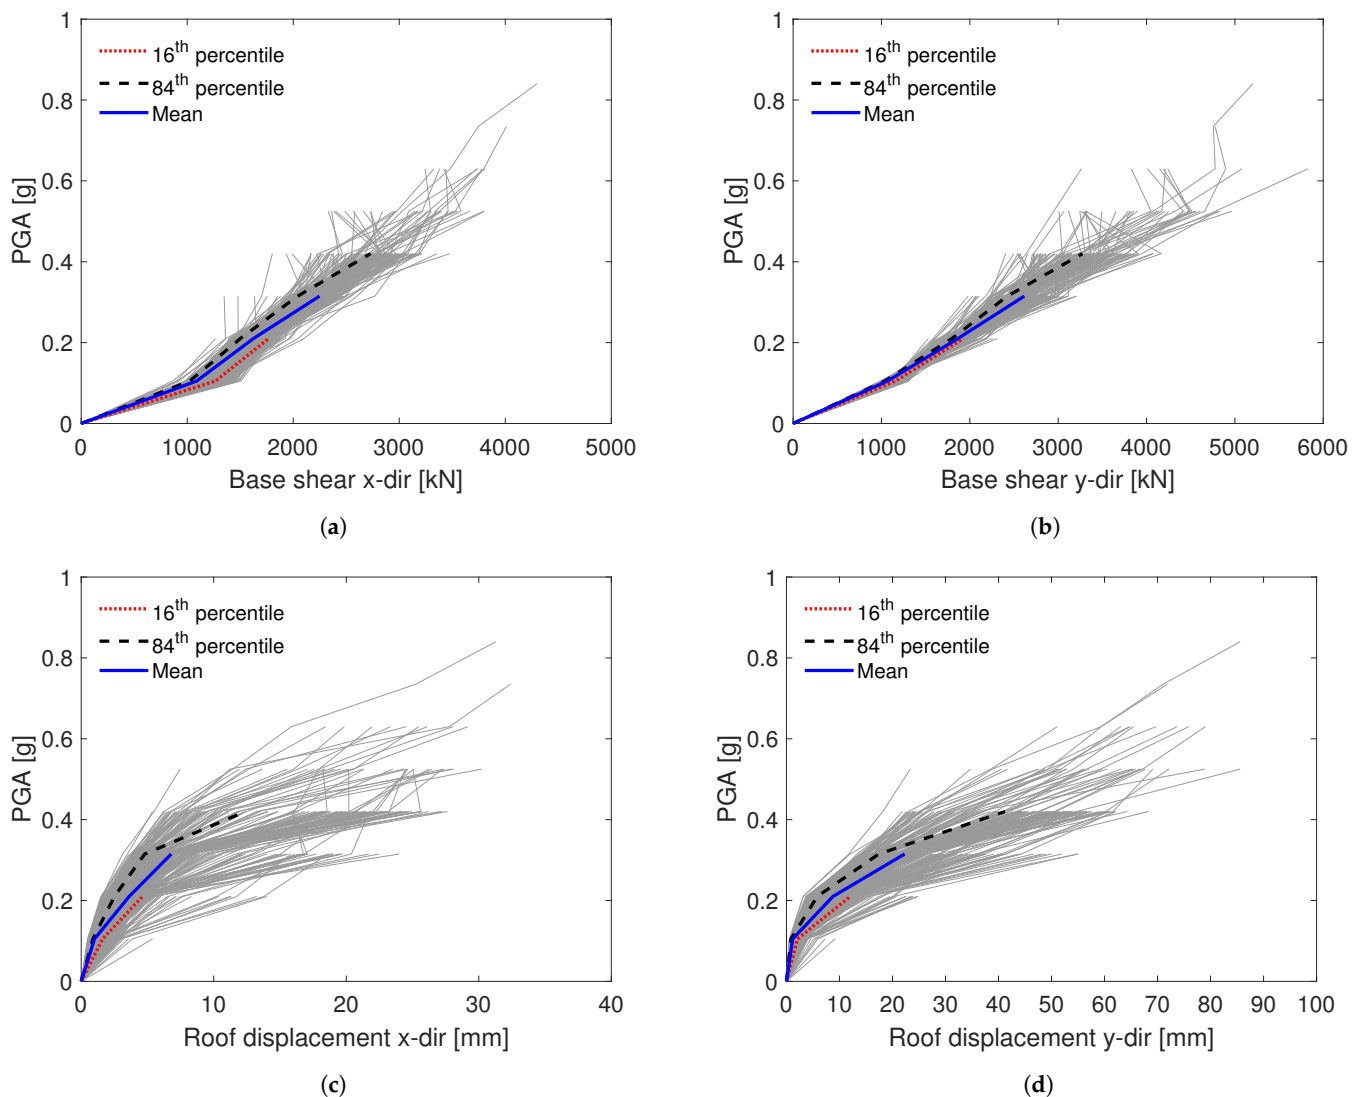 1
0.8
0.6
0.4
0.2
0
PGA [g]
16th percentile
84th percentile
Mean
0 1000 2000 3000 4000 5000
Base shear x-dir [kN]
(a)
1
0.8
0.6
0.4
0.2
0
PGA [g]
16th percentile
84th percentile
Mean
0 1000 2000 3000 4000 5000 6000
Base shear y-dir [kN]
(b)
1
0.8
0.6
0.4
0.2
0
PGA [g]
16th percentile
84th percentile
Mean
0 10 20 30 40
Roof displacement x-dir [mm]
(c)
1
0.8
0.6
0.4
0.2
0
PGA [g]
16th percentile
84th percentile
Mean
0 10 20 30 40 50 60 70 80 90 100
Roof displacement y-dir [mm]
(d)